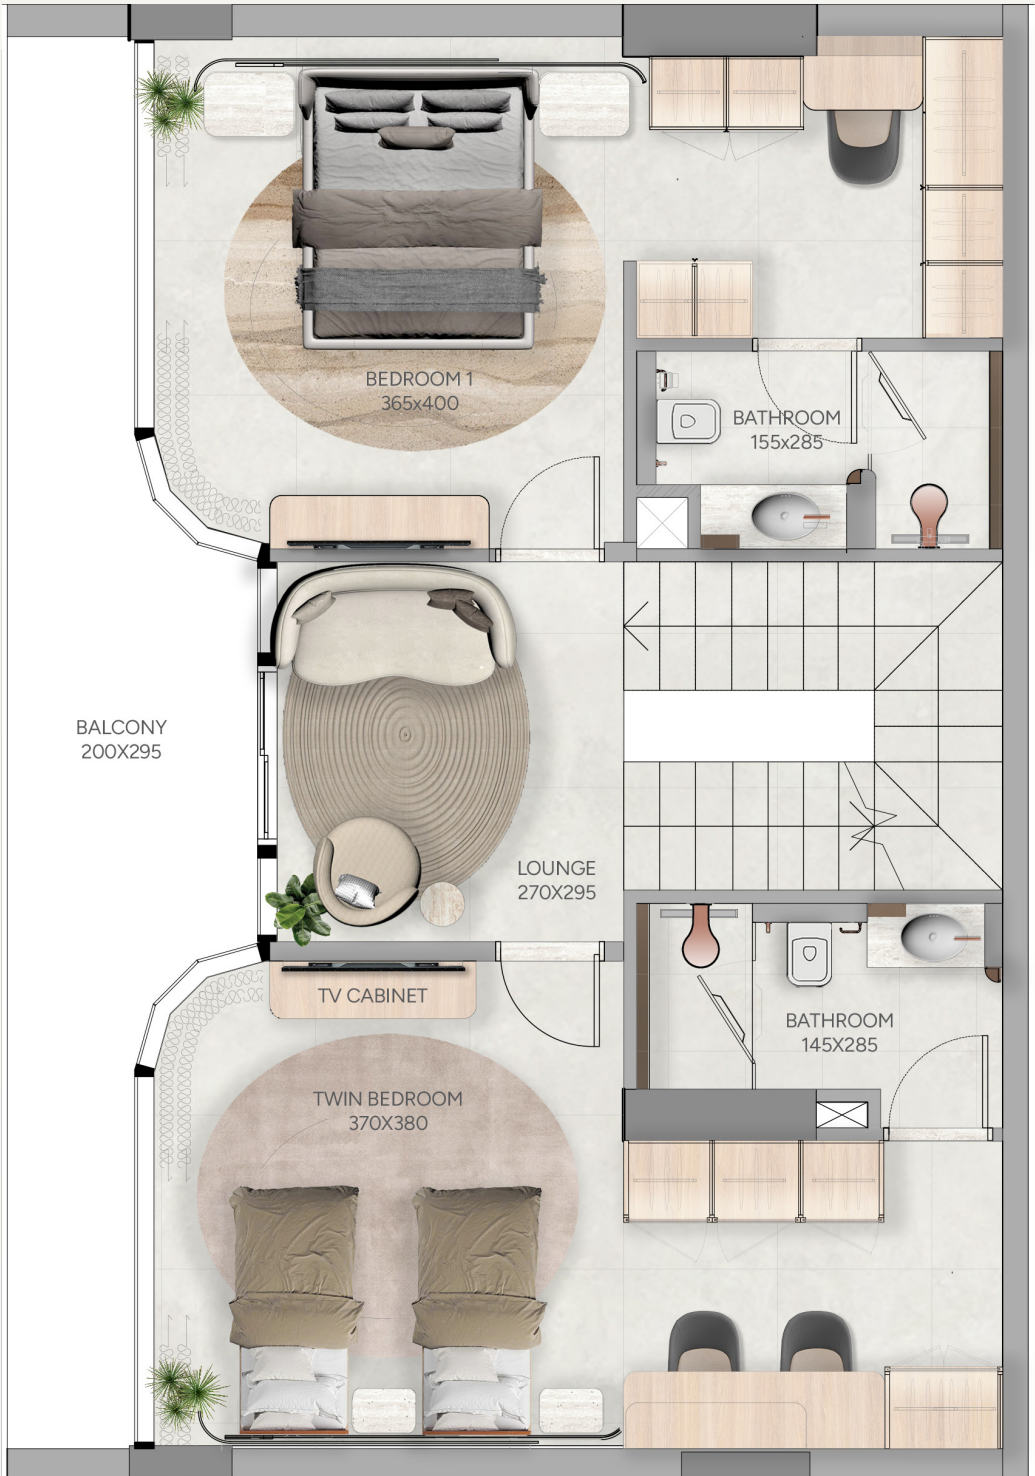 BEDROOM 1
365x400
BATHROOM
155x285
BALCONY
200X295
LOUNGE
270X295
TV CABINET
BATHROOM
145X285
TWIN BEDROOM
370X380